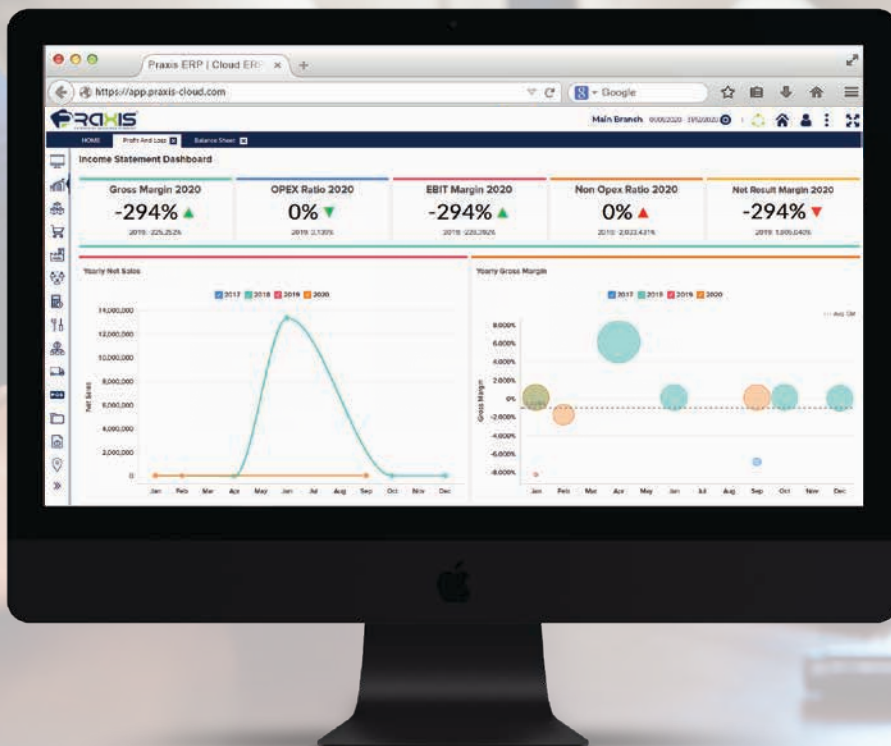 Praxis ERP | Cloud ERP
https://app.praxis-cloud.com
Google
PRAXIS
Main Branch
HOME
Profit And Loss
Balance Sheet
Income Statement Dashboard
Gross Margin 2020
-294%
OPEX Ratio 2020
0%
EBIT Margin 2020
-294%
Non Opex Ratio 2020
0%
Net Result Margin 2020
-294%
Yearly Net Sales
2017 2018 2019 2020
14,000,000
12,000,000
10,000,000
8,000,000
6,000,000
4,000,000
2,000,000
0
Net Sales
Jan Feb Mar Apr May Jun Jul Aug Sep Oct Nov Dec
Yearly Gross Margin
2017 2018 2019 2020
Avg. GM
8.000%
6.000%
4.000%
2.000%
0%
-2.000%
-4.000%
-6.000%
-8.000%
Gross Margin
Jan Feb Mar Apr May Jun Jul Aug Sep Oct Nov Dec